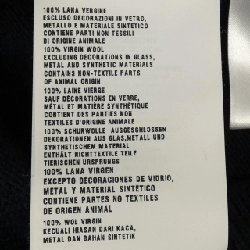 100% LANA VERGINE
ESCLUSO DECORAZIONI IN VETRO,
METALLO E MATERIALE SINTETICO
CONTIENE PARTI NON TESSILI
DI ORIGINE ANIMALE
100% VIRGIN WOOL
EXCLUDING DECORATIONS IN GLASS,
METAL AND SYNTHETIC MATERIALS
CONTAINS NON-TEXTILE PARTS
OF ANIMAL ORIGIN
100% LAINE VIERGE
SAUF DÉCORATIONS EN VERRE,
MÉTAL ET MATIÈRE SYNTHÉTIQUE
CONTIENT DES PARTIES NON
TEXTILES D'ORIGINE ANIMALE
100% SCHURWOLLE AUSGESCHLOSSEN
DEKORATIONEN AUS GLAS, METALL UND
SYNTHETISCHEM MATERIAL
ENTHÄLT NICHTTEXTILE TEILE
TIERISCHEN URSPRUNGS
100% LANA VIRGEN
EXCEPTO DECORACIONES DE VIDRIO,
METAL Y MATERIAL SINTÉTICO
CONTIENE PARTES NO TEXTILES
DE ORIGEN ANIMAL
100% WOL VIRGIN
KECUALI HIASAN DARI KACA,
METAL DAN BAHAN SINTETIK